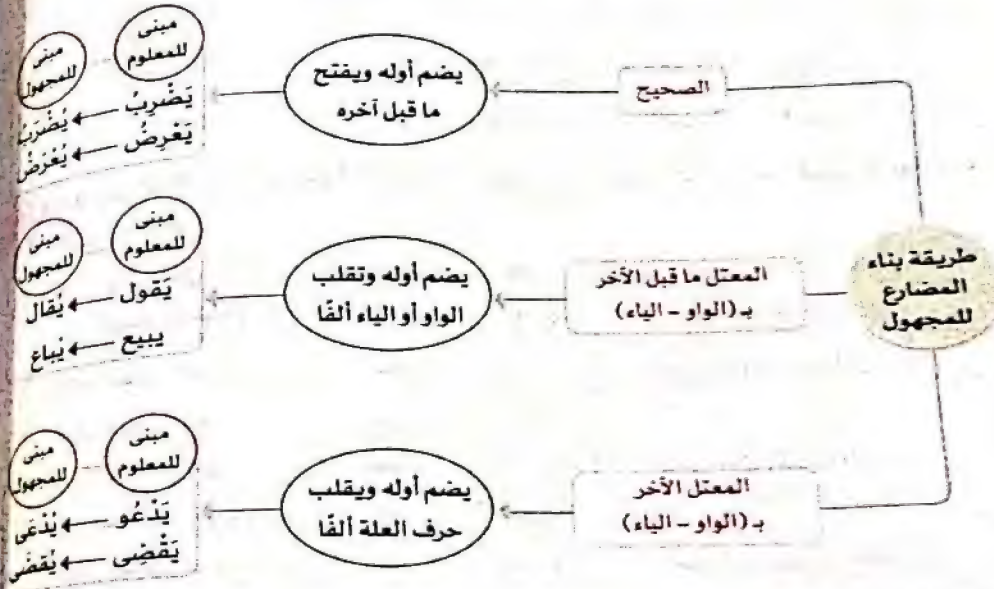 طريقة بناء
المضارع
للمجهول
الصحيح
يضم أوله ويفتح
ما قبل آخره
مبنى
للمعلوم
مبنى
للمجهول
يَضْرِبُ ← يُضْرَبُ
يَعْرِضُ ← يُعْرَضُ
المعتل ما قبل الآخر
بـ (الواو - الياء)
يضم أوله وتقلب
الواو أو الياء ألفًا
مبنى
للمعلوم
مبنى
للمجهول
يَقول ← يُقال
يبيع ← يُباع
المعتل الآخر
بـ (الواو - الياء)
يضم أوله ويقلب
حرف العلة ألفًا
مبنى
للمعلوم
مبنى
للمجهول
يَدْعُو ← يُدْعَى
يَقْضِى ← يُقضَى